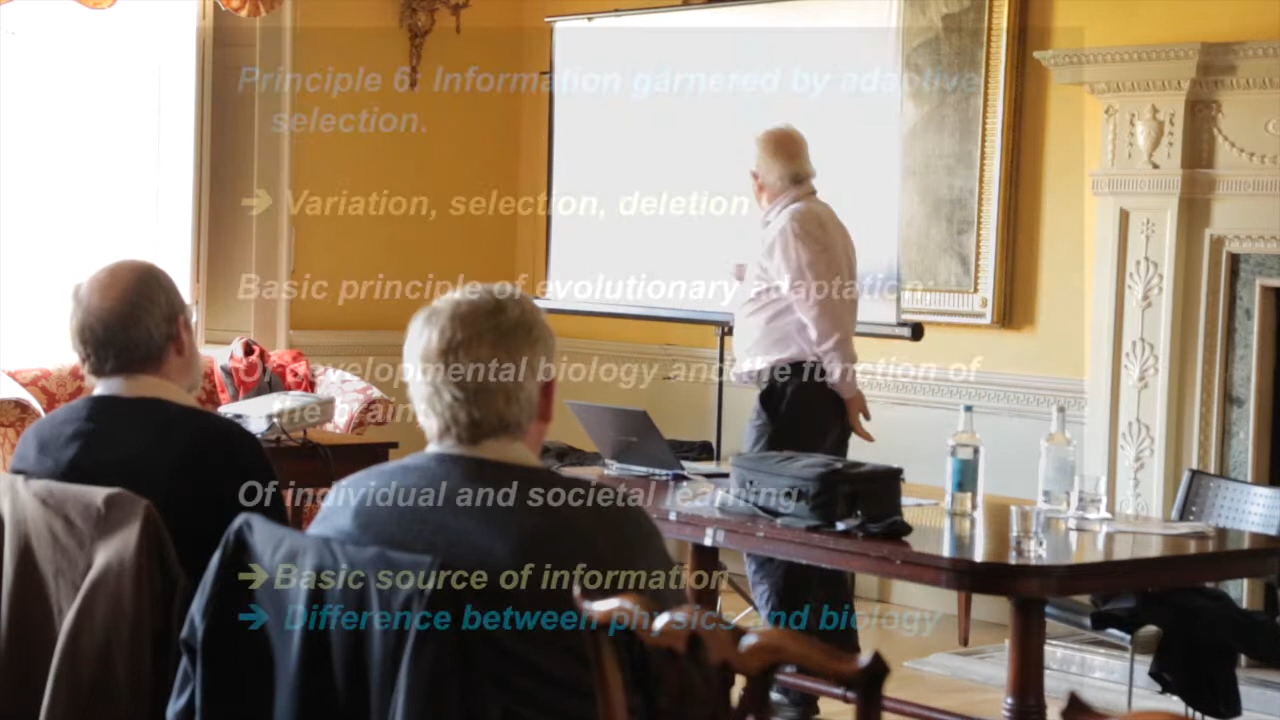 Principle 6: Information garnered by adaptive
selection.
➔ Variation, selection, deletion
Basic principle of evolutionary adaptation:
Of developmental biology and the function of
the brain,
Of individual and societal learning
➔ Basic source of information
➔ Difference between physics and biology